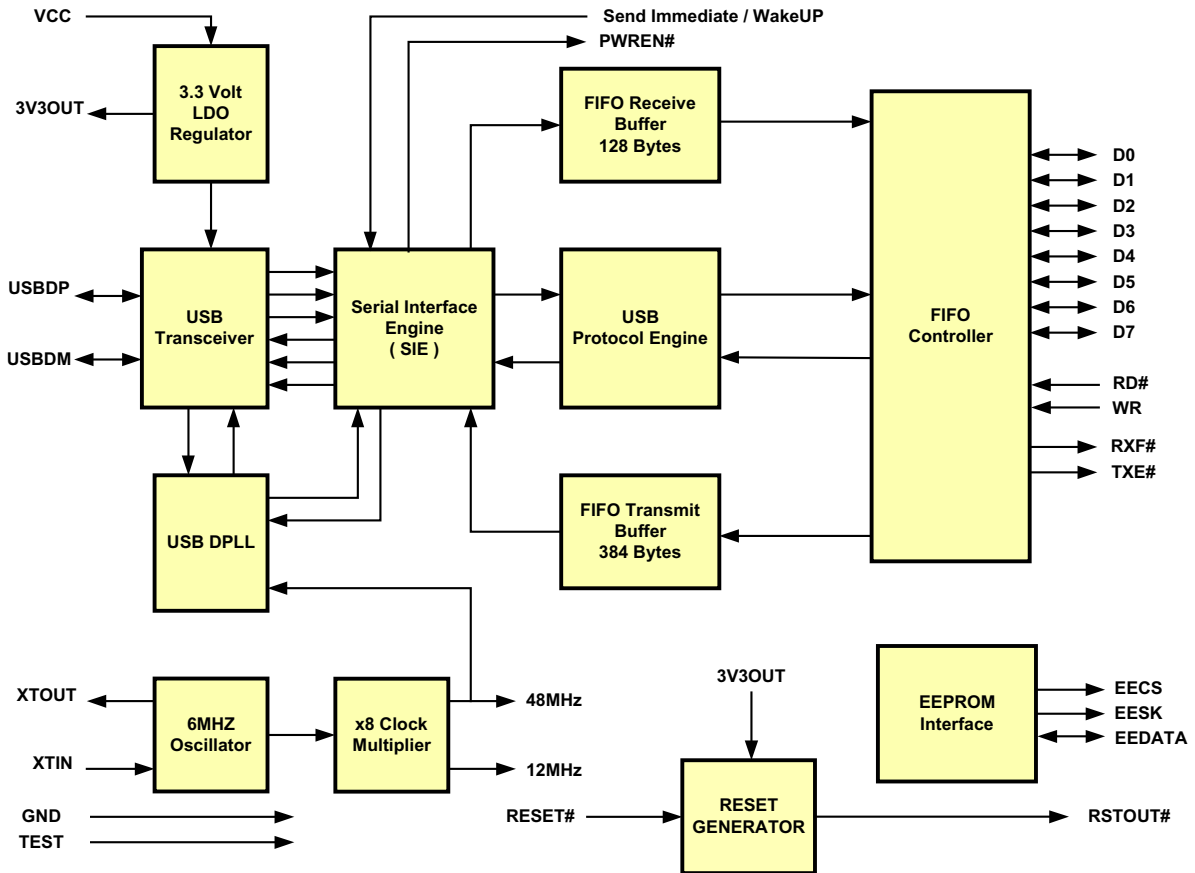 VCC
Send Immediate / WakeUP
PWREN#
3.3 Volt
LDO
Regulator
3V3OUT
FIFO Receive
Buffer
128 Bytes
D0
D1
D2
D3
D4
D5
D6
D7
USBDP
USBDM
USB
Transceiver
Serial Interface
Engine
( SIE )
USB
Protocol Engine
FIFO
Controller
RD#
WR
RXF#
TXE#
USB DPLL
FIFO Transmit
Buffer
384 Bytes
XTOUT
XTIN
6MHZ
Oscillator
x8 Clock
Multiplier
48MHz
12MHz
3V3OUT
EEPROM
Interface
EECS
EESK
EEDATA
GND
TEST
RESET#
RESET
GENERATOR
RSTOUT#